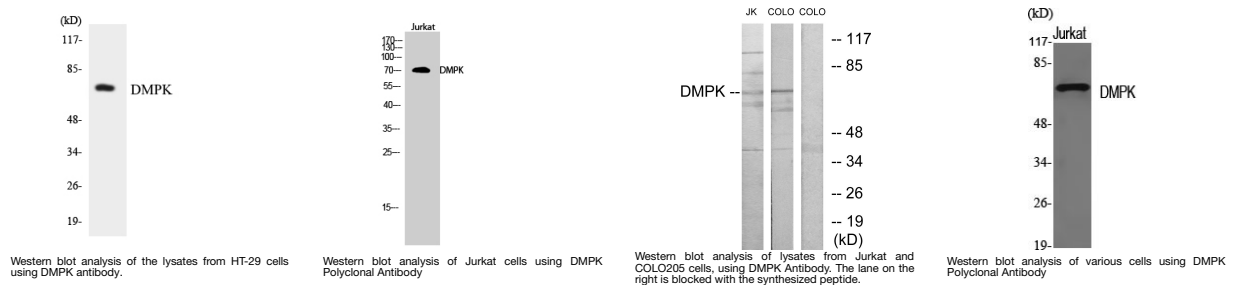 (kD)
117-
85-
DMPK
48-
34-
26-
19-
Western blot analysis of the lysates from HT-29 cells
using DMPK antibody.
Jurkat
170--
130--
100--
70--
DMPK
55--
40--
35--
25--
15--
Western blot analysis of Jurkat cells using DMPK
Polyclonal Antibody
JK COLO COLO
-- 117
-- 85
DMPK --
-- 48
-- 34
-- 26
-- 19
(kD)
Western blot analysis of lysates from Jurkat and
COLO205 cells, using DMPK Antibody. The lane on the
right is blocked with the synthesized peptide.
(kD)
Jurkat
117-
85-
DMPK
48-
34-
26-
19-
Western blot analysis of various cells using DMPK
Polyclonal Antibody